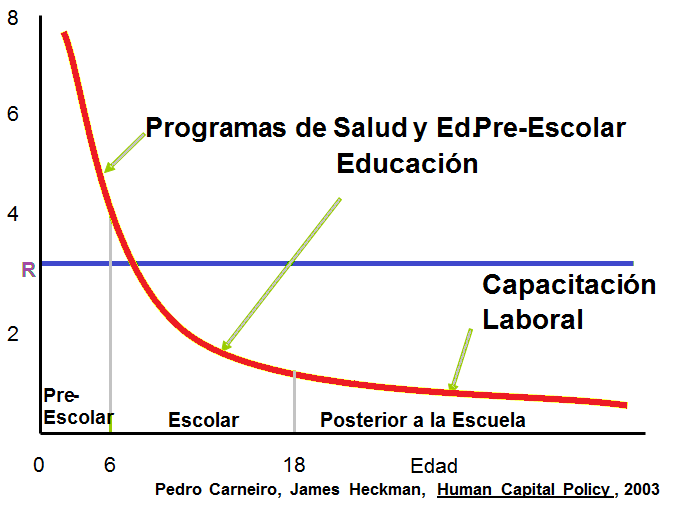 8
6
4
R
2
Programas de Salud y Ed.Pre-Escolar
Educación
Capacitación
Laboral
Pre-
Escolar
Escolar
Posterior a la Escuela
0
6
18
Edad
Pedro Carneiro, James Heckman, Human Capital Policy , 2003